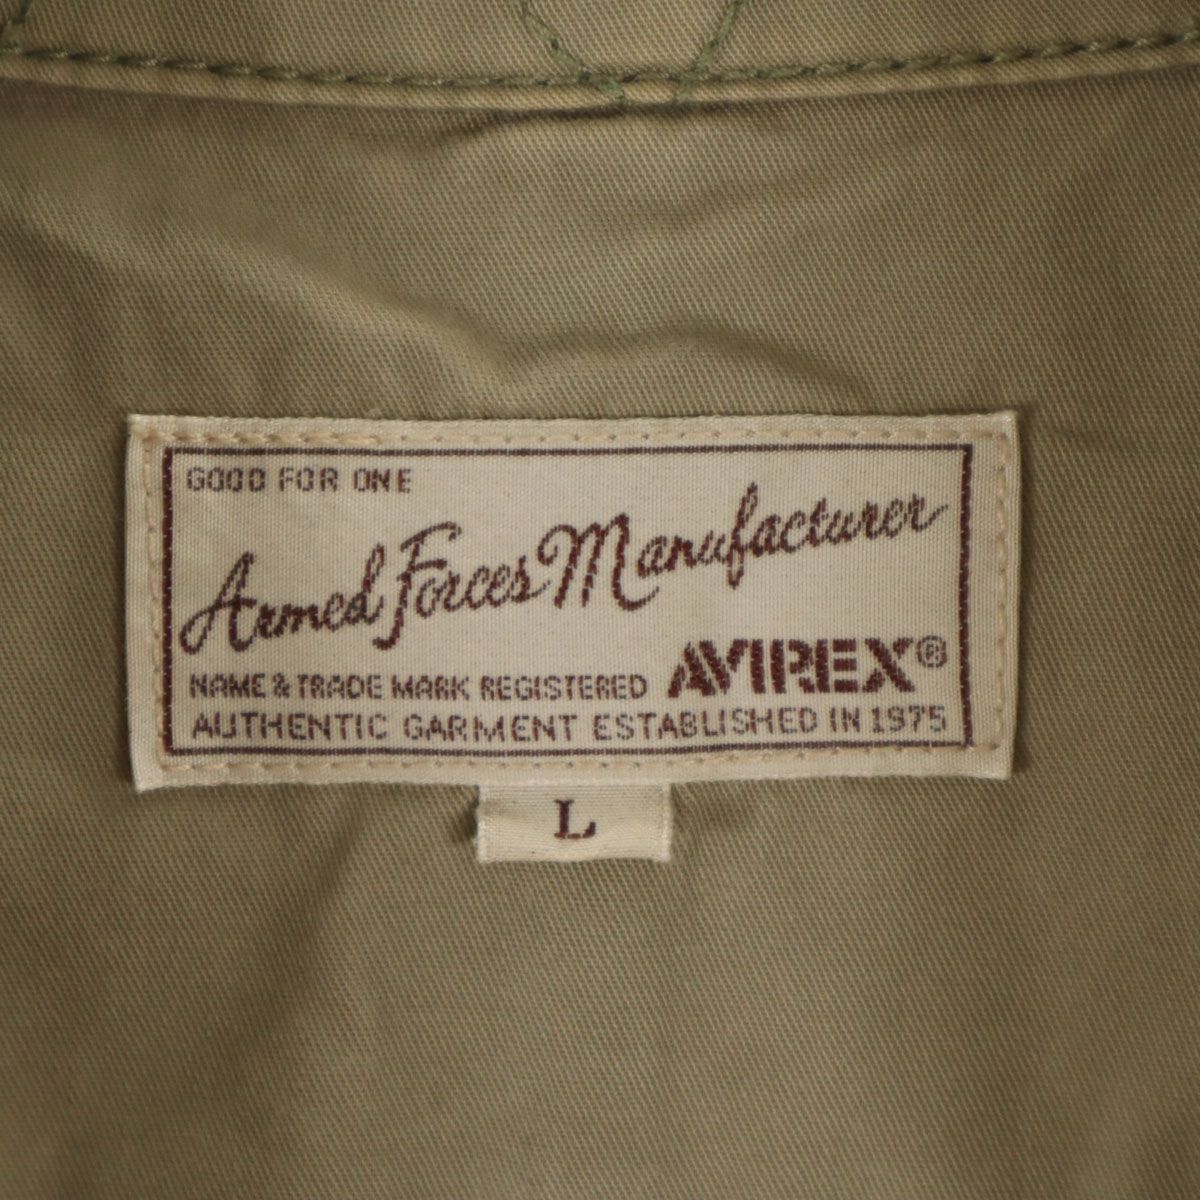 GOOD FOR ONE
Armed Forces Manufacturer
NAME & TRADE MARK REGISTERED AVIREX®
AUTHENTIC GARMENT ESTABLISHED IN 1975
L